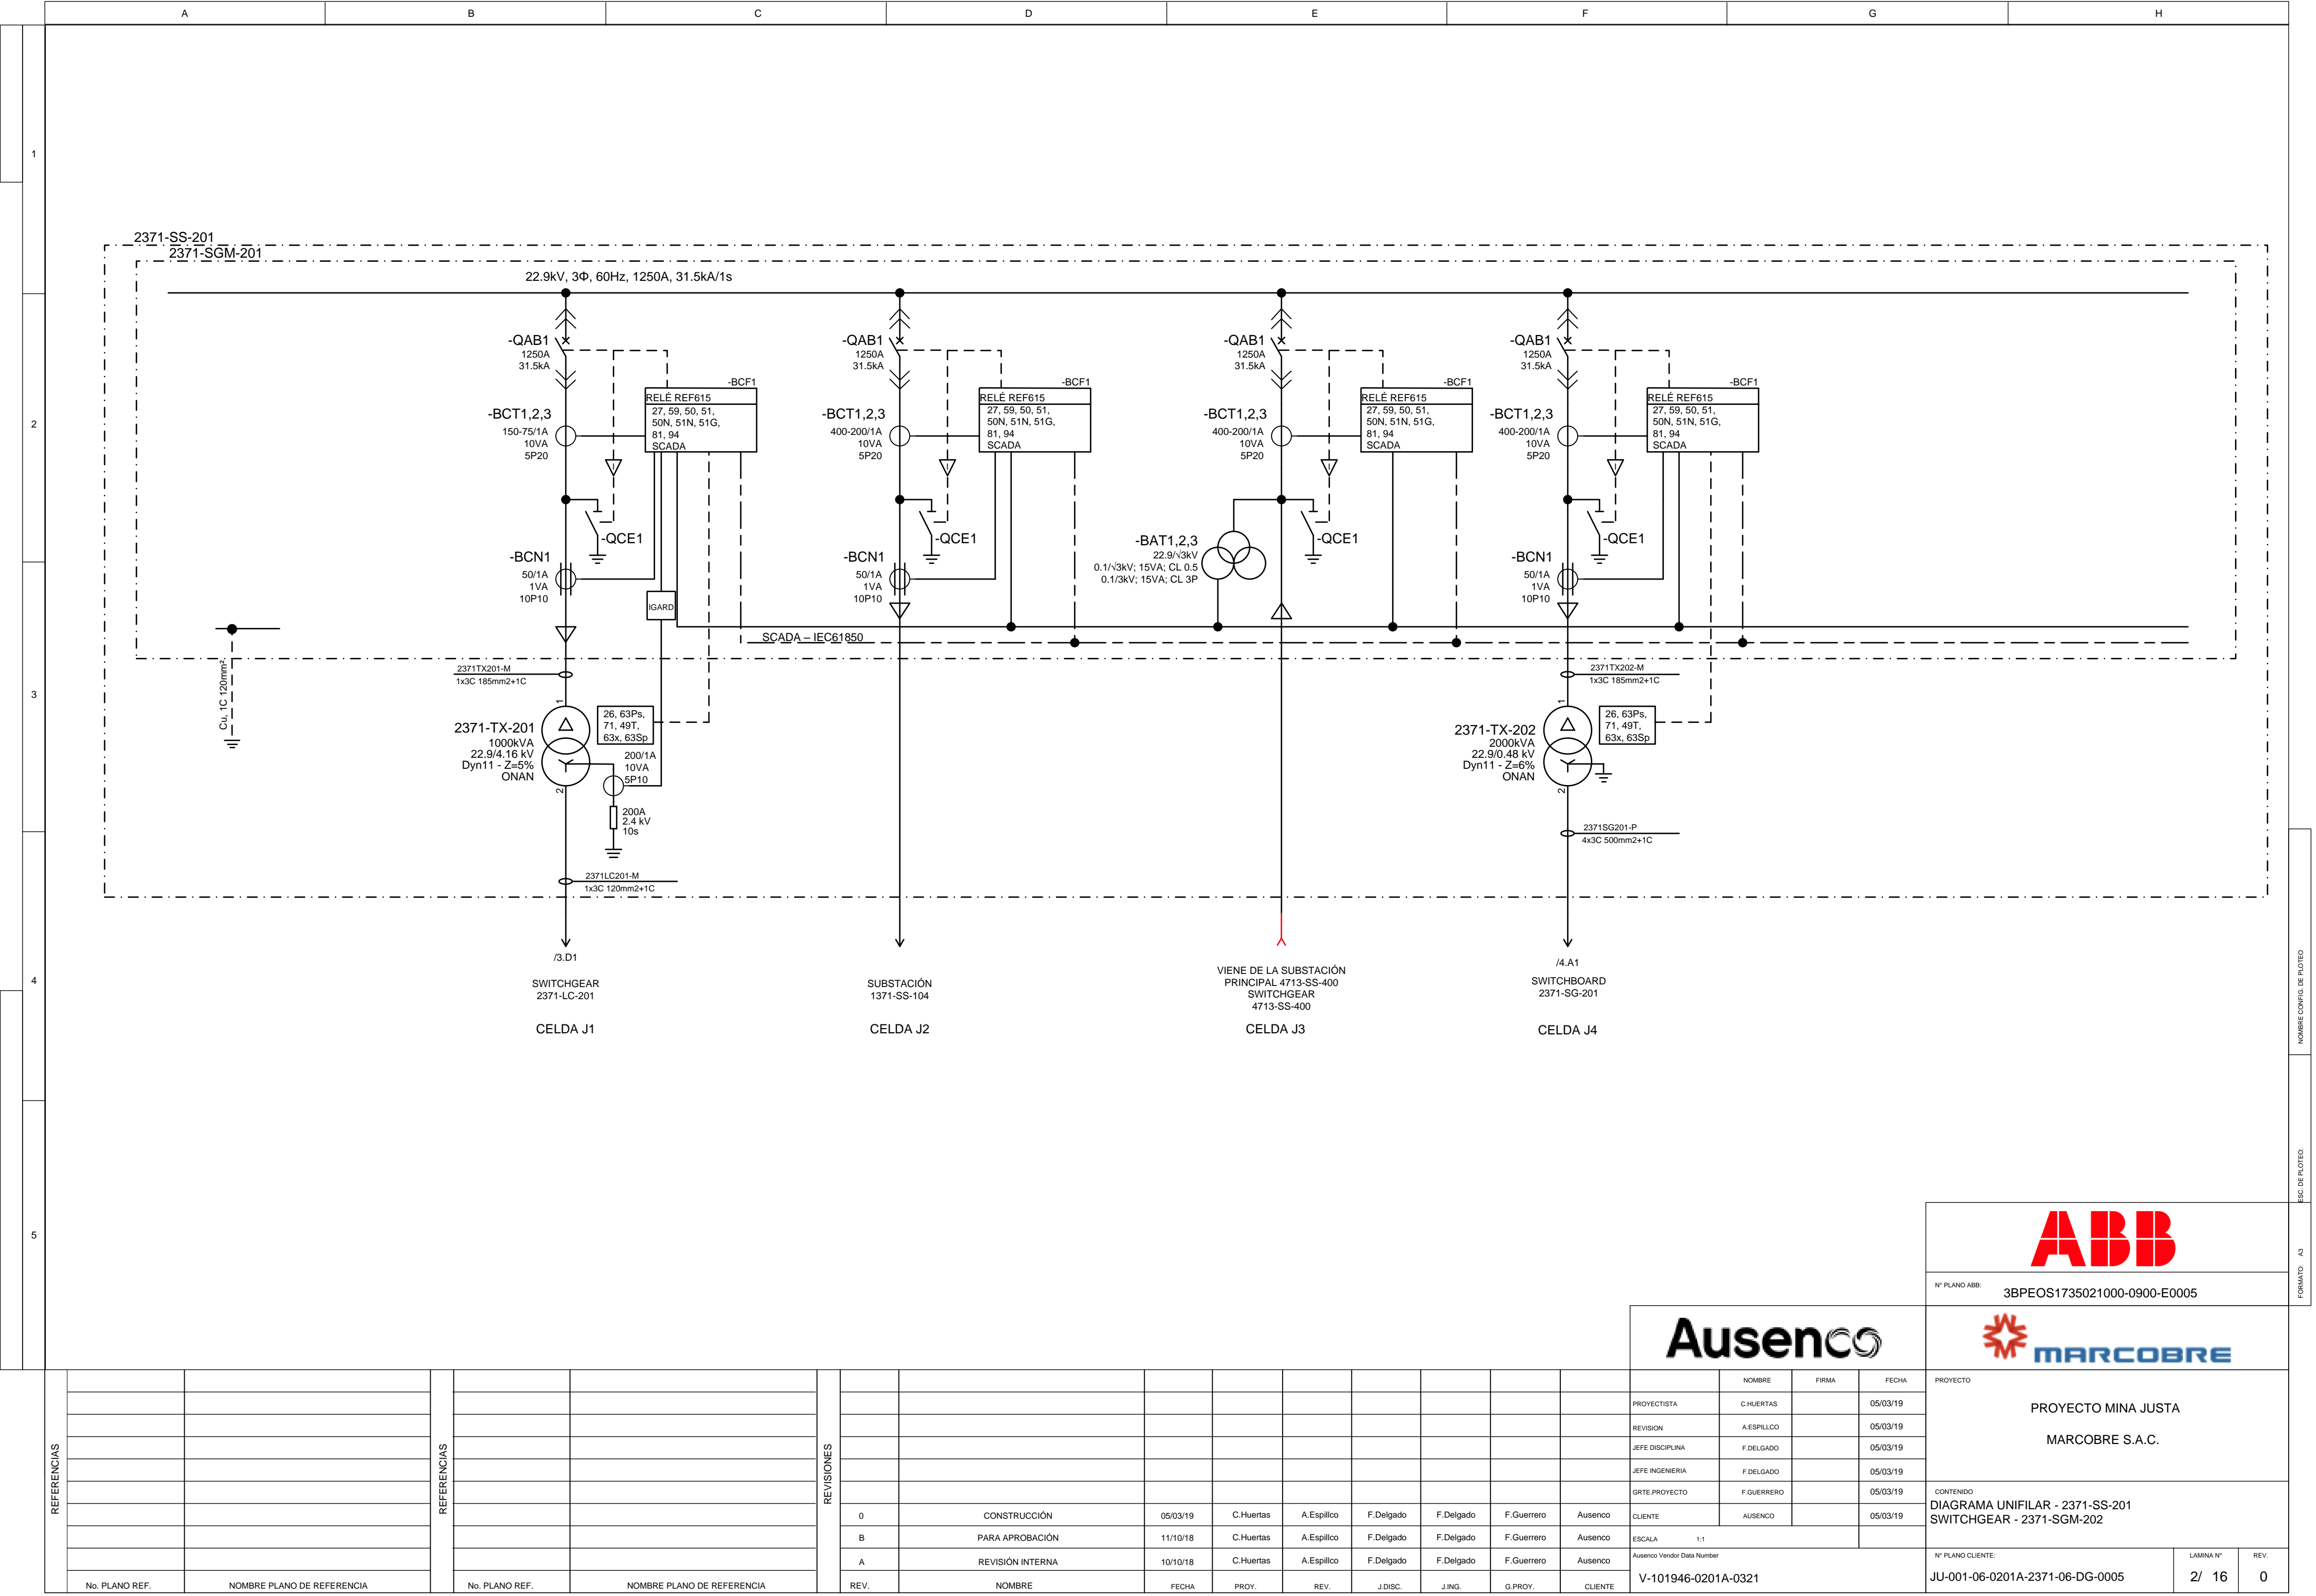 A B C D E F G H
1
2
3
4
5
2371-SS-201
2371-SGM-201
22.9kV, 3Φ, 60Hz, 1250A, 31.5kA/1s
-QAB1
1250A
31.5kA
-BCF1
RELÉ REF615
27, 59, 50, 51,
50N, 51N, 51G,
81, 94
SCADA
-BCT1,2,3
150-75/1A
10VA
5P20
-QCE1
-BCN1
50/1A
1VA
10P10
IGARD
-QAB1
1250A
31.5kA
-BCF1
RELÉ REF615
27, 59, 50, 51,
50N, 51N, 51G,
81, 94
SCADA
-BCT1,2,3
400-200/1A
10VA
5P20
-QCE1
-BCN1
50/1A
1VA
10P10
-QAB1
1250A
31.5kA
-BCF1
RELÉ REF615
27, 59, 50, 51,
50N, 51N, 51G,
81, 94
SCADA
-BCT1,2,3
400-200/1A
10VA
5P20
-QCE1
-BAT1,2,3
22.9/√3kV
0.1/√3kV; 15VA; CL 0.5
0.1/3kV; 15VA; CL 3P
-QAB1
1250A
31.5kA
-BCF1
RELÉ REF615
27, 59, 50, 51,
50N, 51N, 51G,
81, 94
SCADA
-BCT1,2,3
400-200/1A
10VA
5P20
-QCE1
-BCN1
50/1A
1VA
10P10
SCADA – IEC61850
Cu, 1C 120mm²
2371TX201-M
1x3C 185mm2+1C
1
2371-TX-201
1000kVA
22.9/4.16 kV
Dyn11 - Z=5%
ONAN
2
26, 63Ps,
71, 49T,
63x, 63Sp
200/1A
10VA
5P10
200A
2.4 kV
10s
2371LC201-M
1x3C 120mm2+1C
2371TX202-M
1x3C 185mm2+1C
1
2371-TX-202
2000kVA
22.9/0.48 kV
Dyn11 - Z=6%
ONAN
2
26, 63Ps,
71, 49T,
63x, 63Sp
2371SG201-P
4x3C 500mm2+1C
/3.D1
SWITCHGEAR
2371-LC-201
CELDA J1
SUBSTACIÓN
1371-SS-104
CELDA J2
VIENE DE LA SUBSTACIÓN
PRINCIPAL 4713-SS-400
SWITCHGEAR
4713-SS-400
CELDA J3
/4.A1
SWITCHBOARD
2371-SG-201
CELDA J4
NOMBRE CONFIG. DE PLOTEO
ESC. DE PLOTEO:
FORMATO: A3
ABB
N° PLANO ABB:
3BPEOS1735021000-0900-E0005
Ausenco
MARCOBRE
REFERENCIAS
No. PLANO REF. NOMBRE PLANO DE REFERENCIA
REFERENCIAS
No. PLANO REF. NOMBRE PLANO DE REFERENCIA
REVISIONES
0 CONSTRUCCIÓN 05/03/19 C.Huertas A.Espillco F.Delgado F.Delgado F.Guerrero Ausenco
B PARA APROBACIÓN 11/10/18 C.Huertas A.Espillco F.Delgado F.Delgado F.Guerrero Ausenco
A REVISIÓN INTERNA 10/10/18 C.Huertas A.Espillco F.Delgado F.Delgado F.Guerrero Ausenco
REV. NOMBRE FECHA PROY. REV. J.DISC. J.ING. G.PROY. CLIENTE
NOMBRE FIRMA FECHA
PROYECTISTA C.HUERTAS 05/03/19
REVISION A.ESPILLCO 05/03/19
JEFE DISCIPLINA F.DELGADO 05/03/19
JEFE INGENIERIA F.DELGADO 05/03/19
GRTE.PROYECTO F.GUERRERO 05/03/19
CLIENTE AUSENCO 05/03/19
ESCALA 1:1
Ausenco Vendor Data Number
V-101946-0201A-0321
PROYECTO
PROYECTO MINA JUSTA
MARCOBRE S.A.C.
CONTENIDO
DIAGRAMA UNIFILAR - 2371-SS-201
SWITCHGEAR - 2371-SGM-202
N° PLANO CLIENTE: LAMINA N° REV.
JU-001-06-0201A-2371-06-DG-0005 2/ 16 0